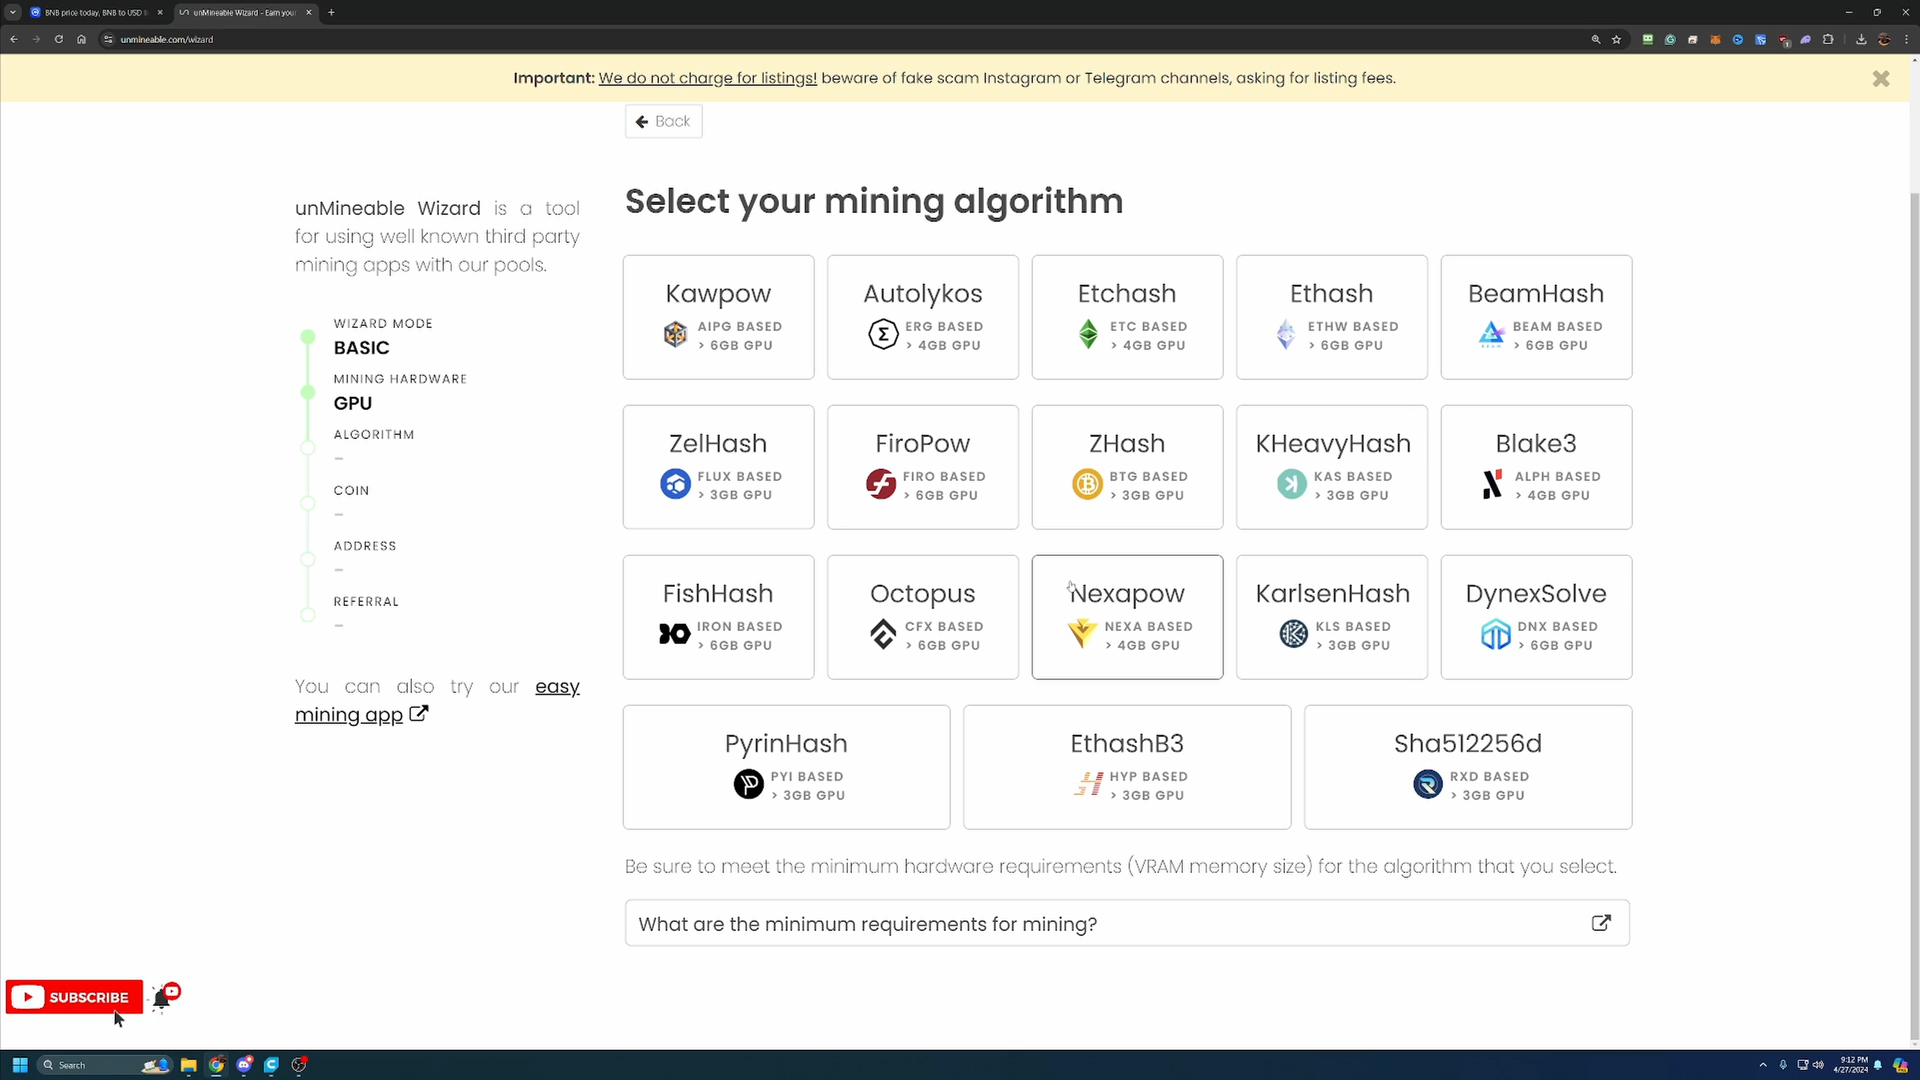 BNB price today, BNB to USD
unMineable Wizard - Earn your
unmineable.com/wizard
Important: We do not charge for listings! beware of fake scam Instagram or Telegram channels, asking for listing fees.
Back
unMineable Wizard is a tool
for using well known third party
mining apps with our pools.
WIZARD MODE
BASIC
MINING HARDWARE
GPU
ALGORITHM
–
COIN
–
ADDRESS
–
REFERRAL
–
You can also try our easy
mining app
Select your mining algorithm
Kawpow
AIPG BASED
> 6GB GPU
Autolykos
ERG BASED
> 4GB GPU
Etchash
ETC BASED
> 4GB GPU
Ethash
ETHW BASED
> 6GB GPU
BeamHash
BEAM BASED
> 6GB GPU
ZelHash
FLUX BASED
> 3GB GPU
FiroPow
FIRO BASED
> 6GB GPU
ZHash
BTG BASED
> 3GB GPU
KHeavyHash
KAS BASED
> 3GB GPU
Blake3
ALPH BASED
> 4GB GPU
FishHash
IRON BASED
> 6GB GPU
Octopus
CFX BASED
> 6GB GPU
Nexapow
NEXA BASED
> 4GB GPU
KarlsenHash
KLS BASED
> 3GB GPU
DynexSolve
DNX BASED
> 6GB GPU
PyrinHash
PYI BASED
> 3GB GPU
EthashB3
HYP BASED
> 3GB GPU
Sha512256d
RXD BASED
> 3GB GPU
Be sure to meet the minimum hardware requirements (VRAM memory size) for the algorithm that you select.
What are the minimum requirements for mining?
SUBSCRIBE
Search
9:12 PM
4/27/2024